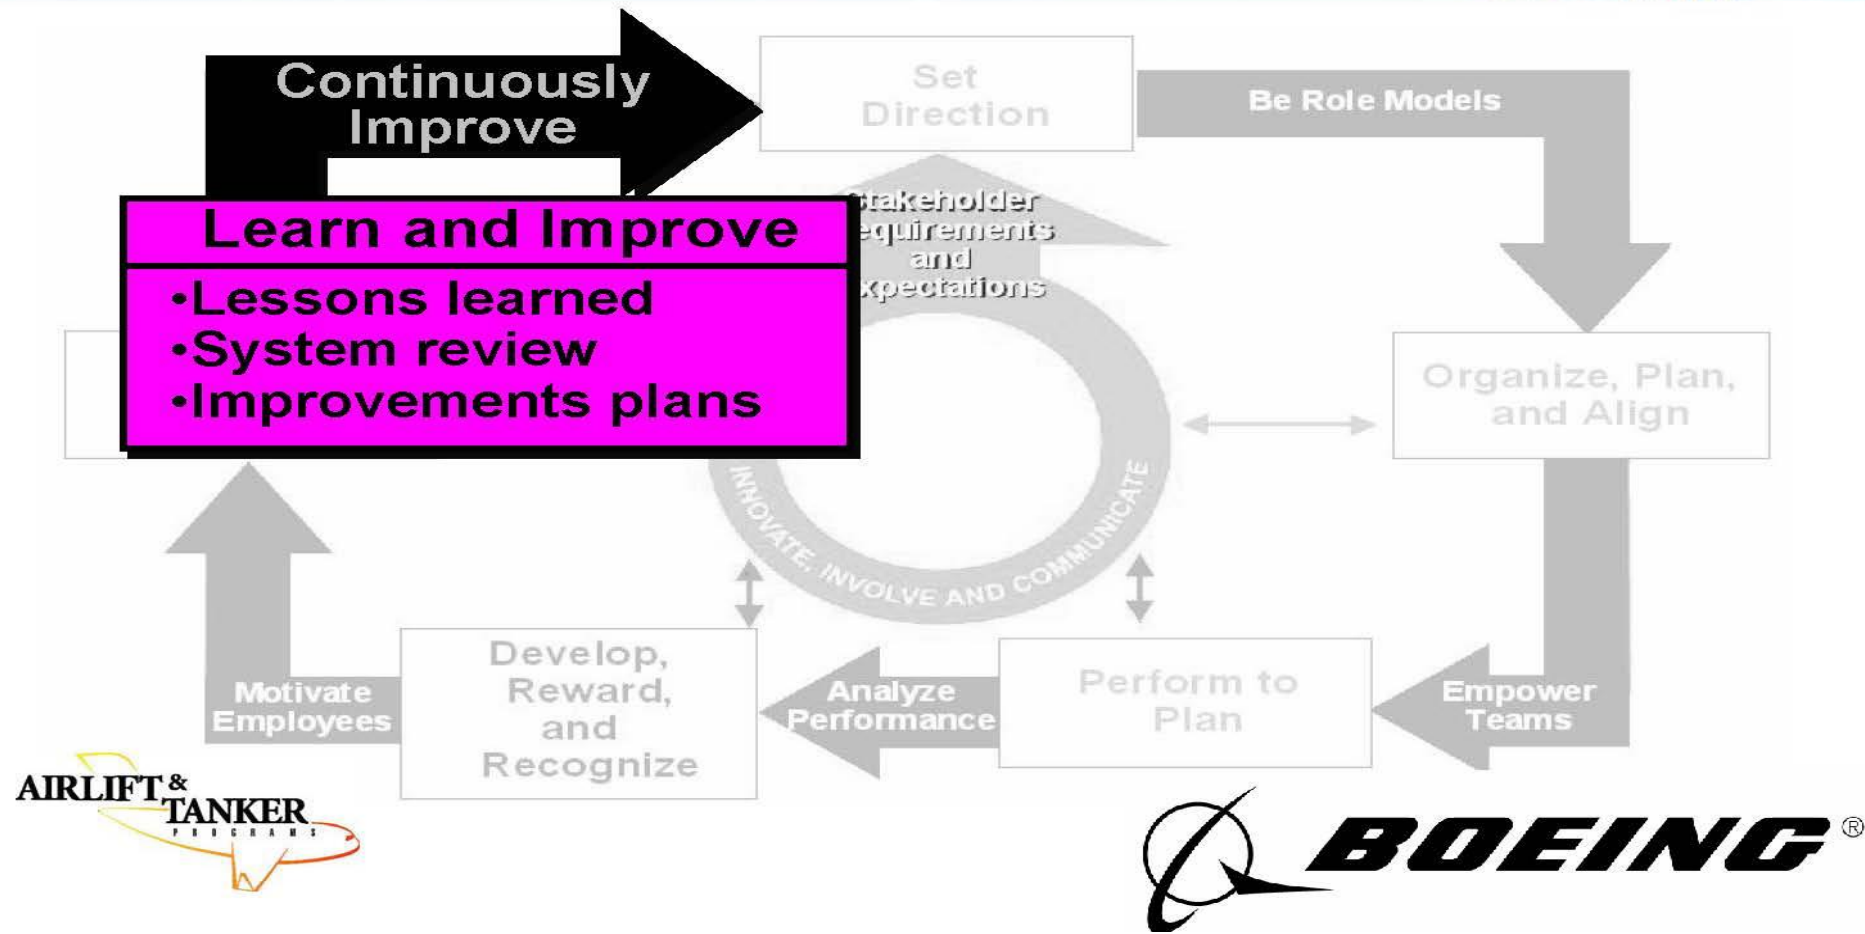 Continuously
Improve
Set
Direction
Be Role Models
Learn and Improve
•Lessons learned
•System review
•Improvements plans
takeholder
equirements
and
xpectations
Organize, Plan,
and Align
INNOVATE, INVOLVE AND COMMUNICATE
Motivate
Employees
Develop,
Reward,
and
Recognize
Analyze
Performance
Perform to
Plan
Empower
Teams
AIRLIFT &
TANKER
PROGRAMS
BOEING®